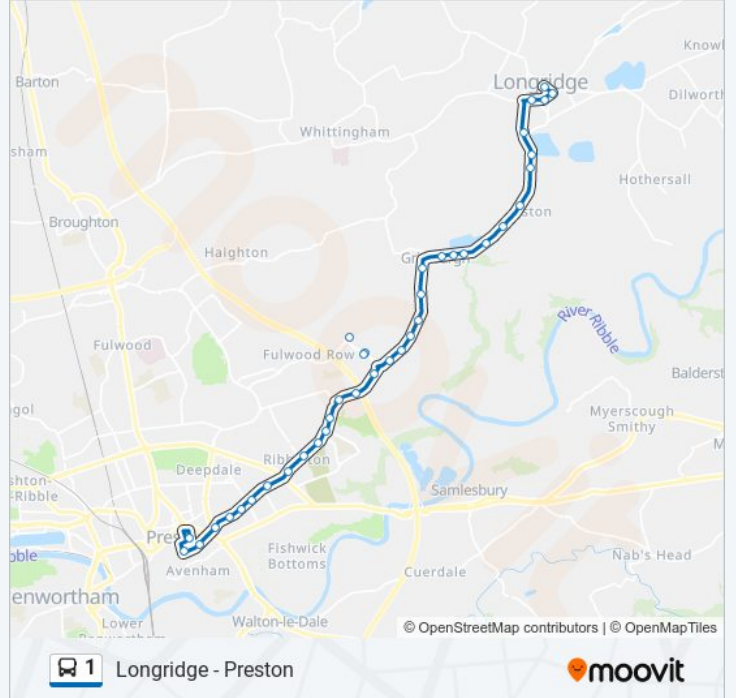 Knowl
Longridge
Barton
Dilworth
Whittingham
sham
Hothersall
ston
Broughton
Haighton
River Ribble
Fulwood
Fulwood Row
Balderst
gol
Myerscough
Smithy
M
Ribbleton
Deepdale
shton-
-Ribble
Samlesbury
Prest
Fishwick
Bottoms
Nab's Head
bble
Avenham
Cuerdale
enwortham
Lower
Walton-le-Dale
© OpenStreetMap contributors | © OpenMapTiles
1 Longridge - Preston
moovit